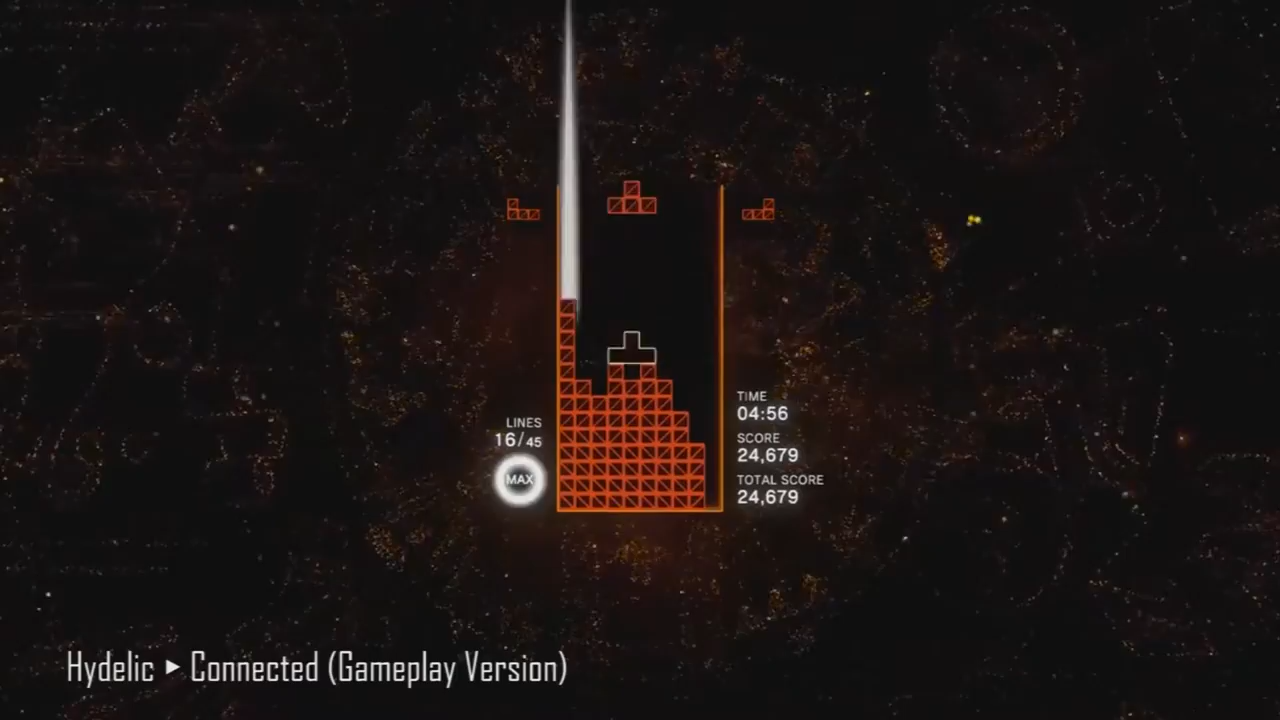 LINES
16/45
MAX
TIME
04:56
SCORE
24,679
TOTAL SCORE
24,679
Hydelic ► Connected (Gameplay Version)